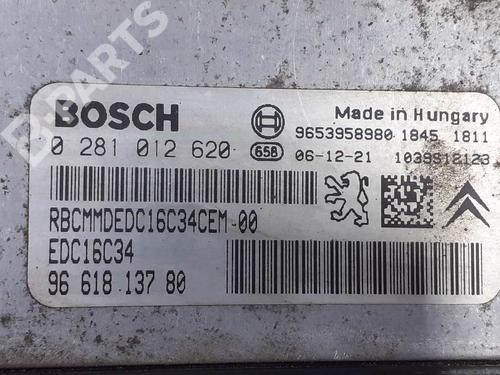 B-PARTS
BOSCH
Made in Hungary
9653958980 1845 1811
0 281 012 620
658
06-12-21 1039S12123
RBCMMDEDC16C34CEM-00
EDC16C34
96 618 137 80